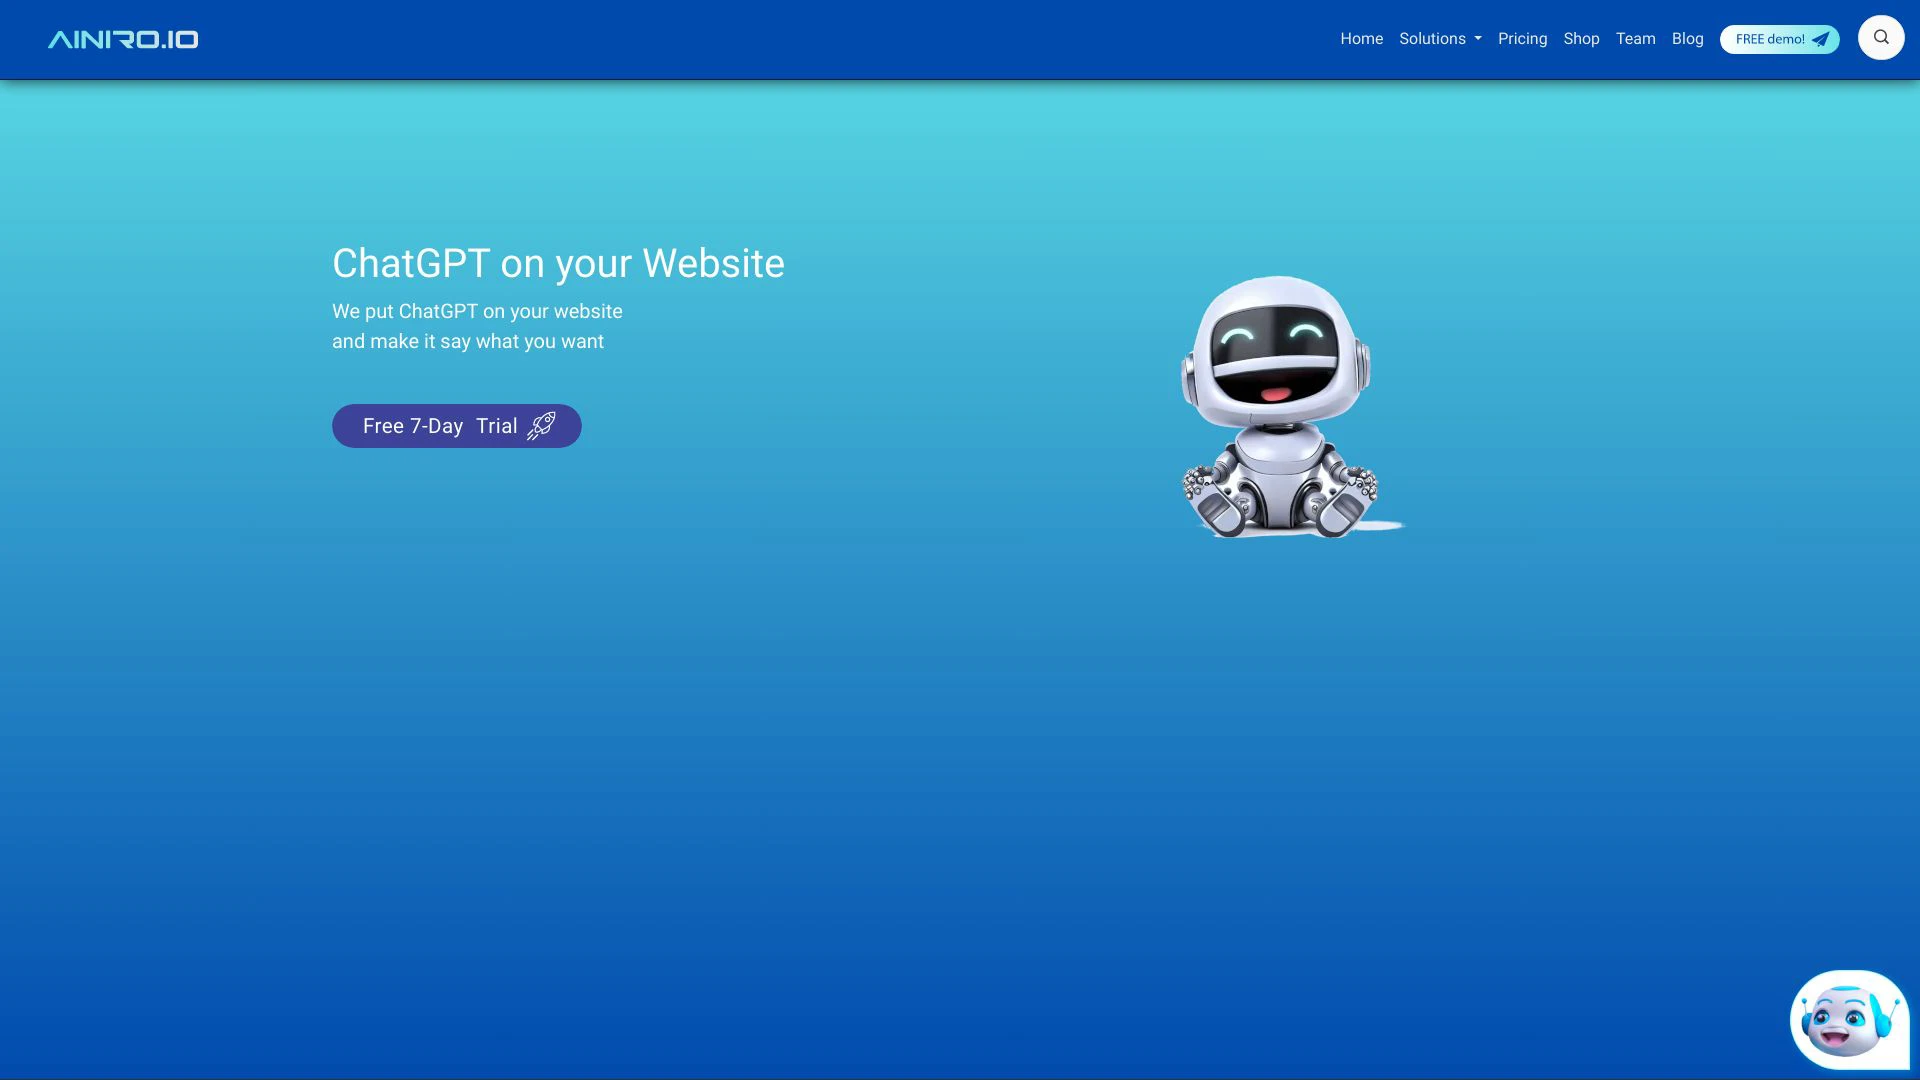 AINIRO.IO
Home Solutions Pricing Shop Team Blog FREE demo!
ChatGPT on your Website
We put ChatGPT on your website
and make it say what you want
Free 7-Day Trial